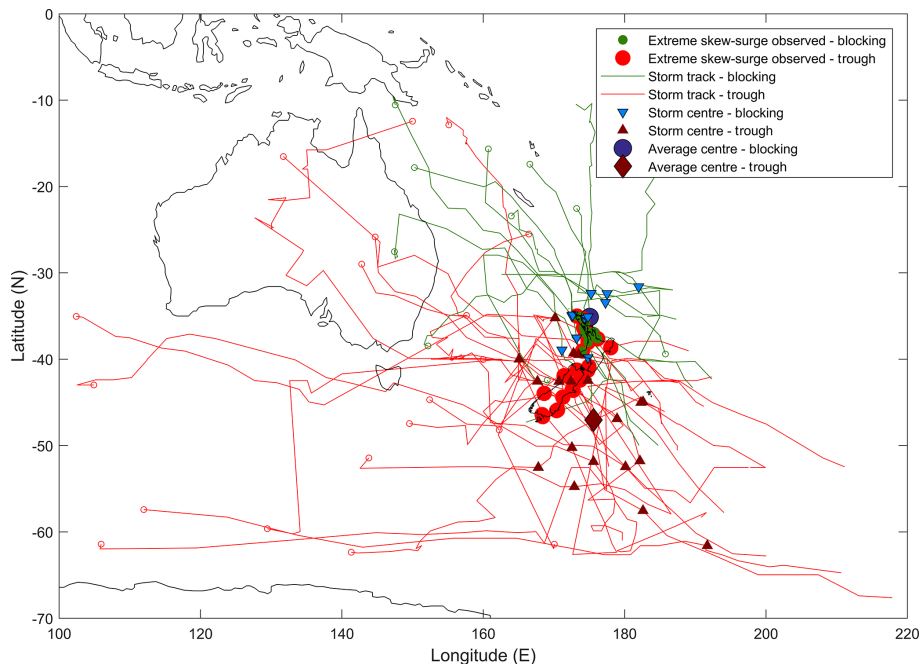 0
-10
-20
-30
-40
-50
-60
-70
Latitude (N)
Extreme skew-surge observed - blocking
Extreme skew-surge observed - trough
Storm track - blocking
Storm track - trough
Storm centre - blocking
Storm centre - trough
Average centre - blocking
Average centre - trough
100 120 140 160 180 200 220
Longitude (E)